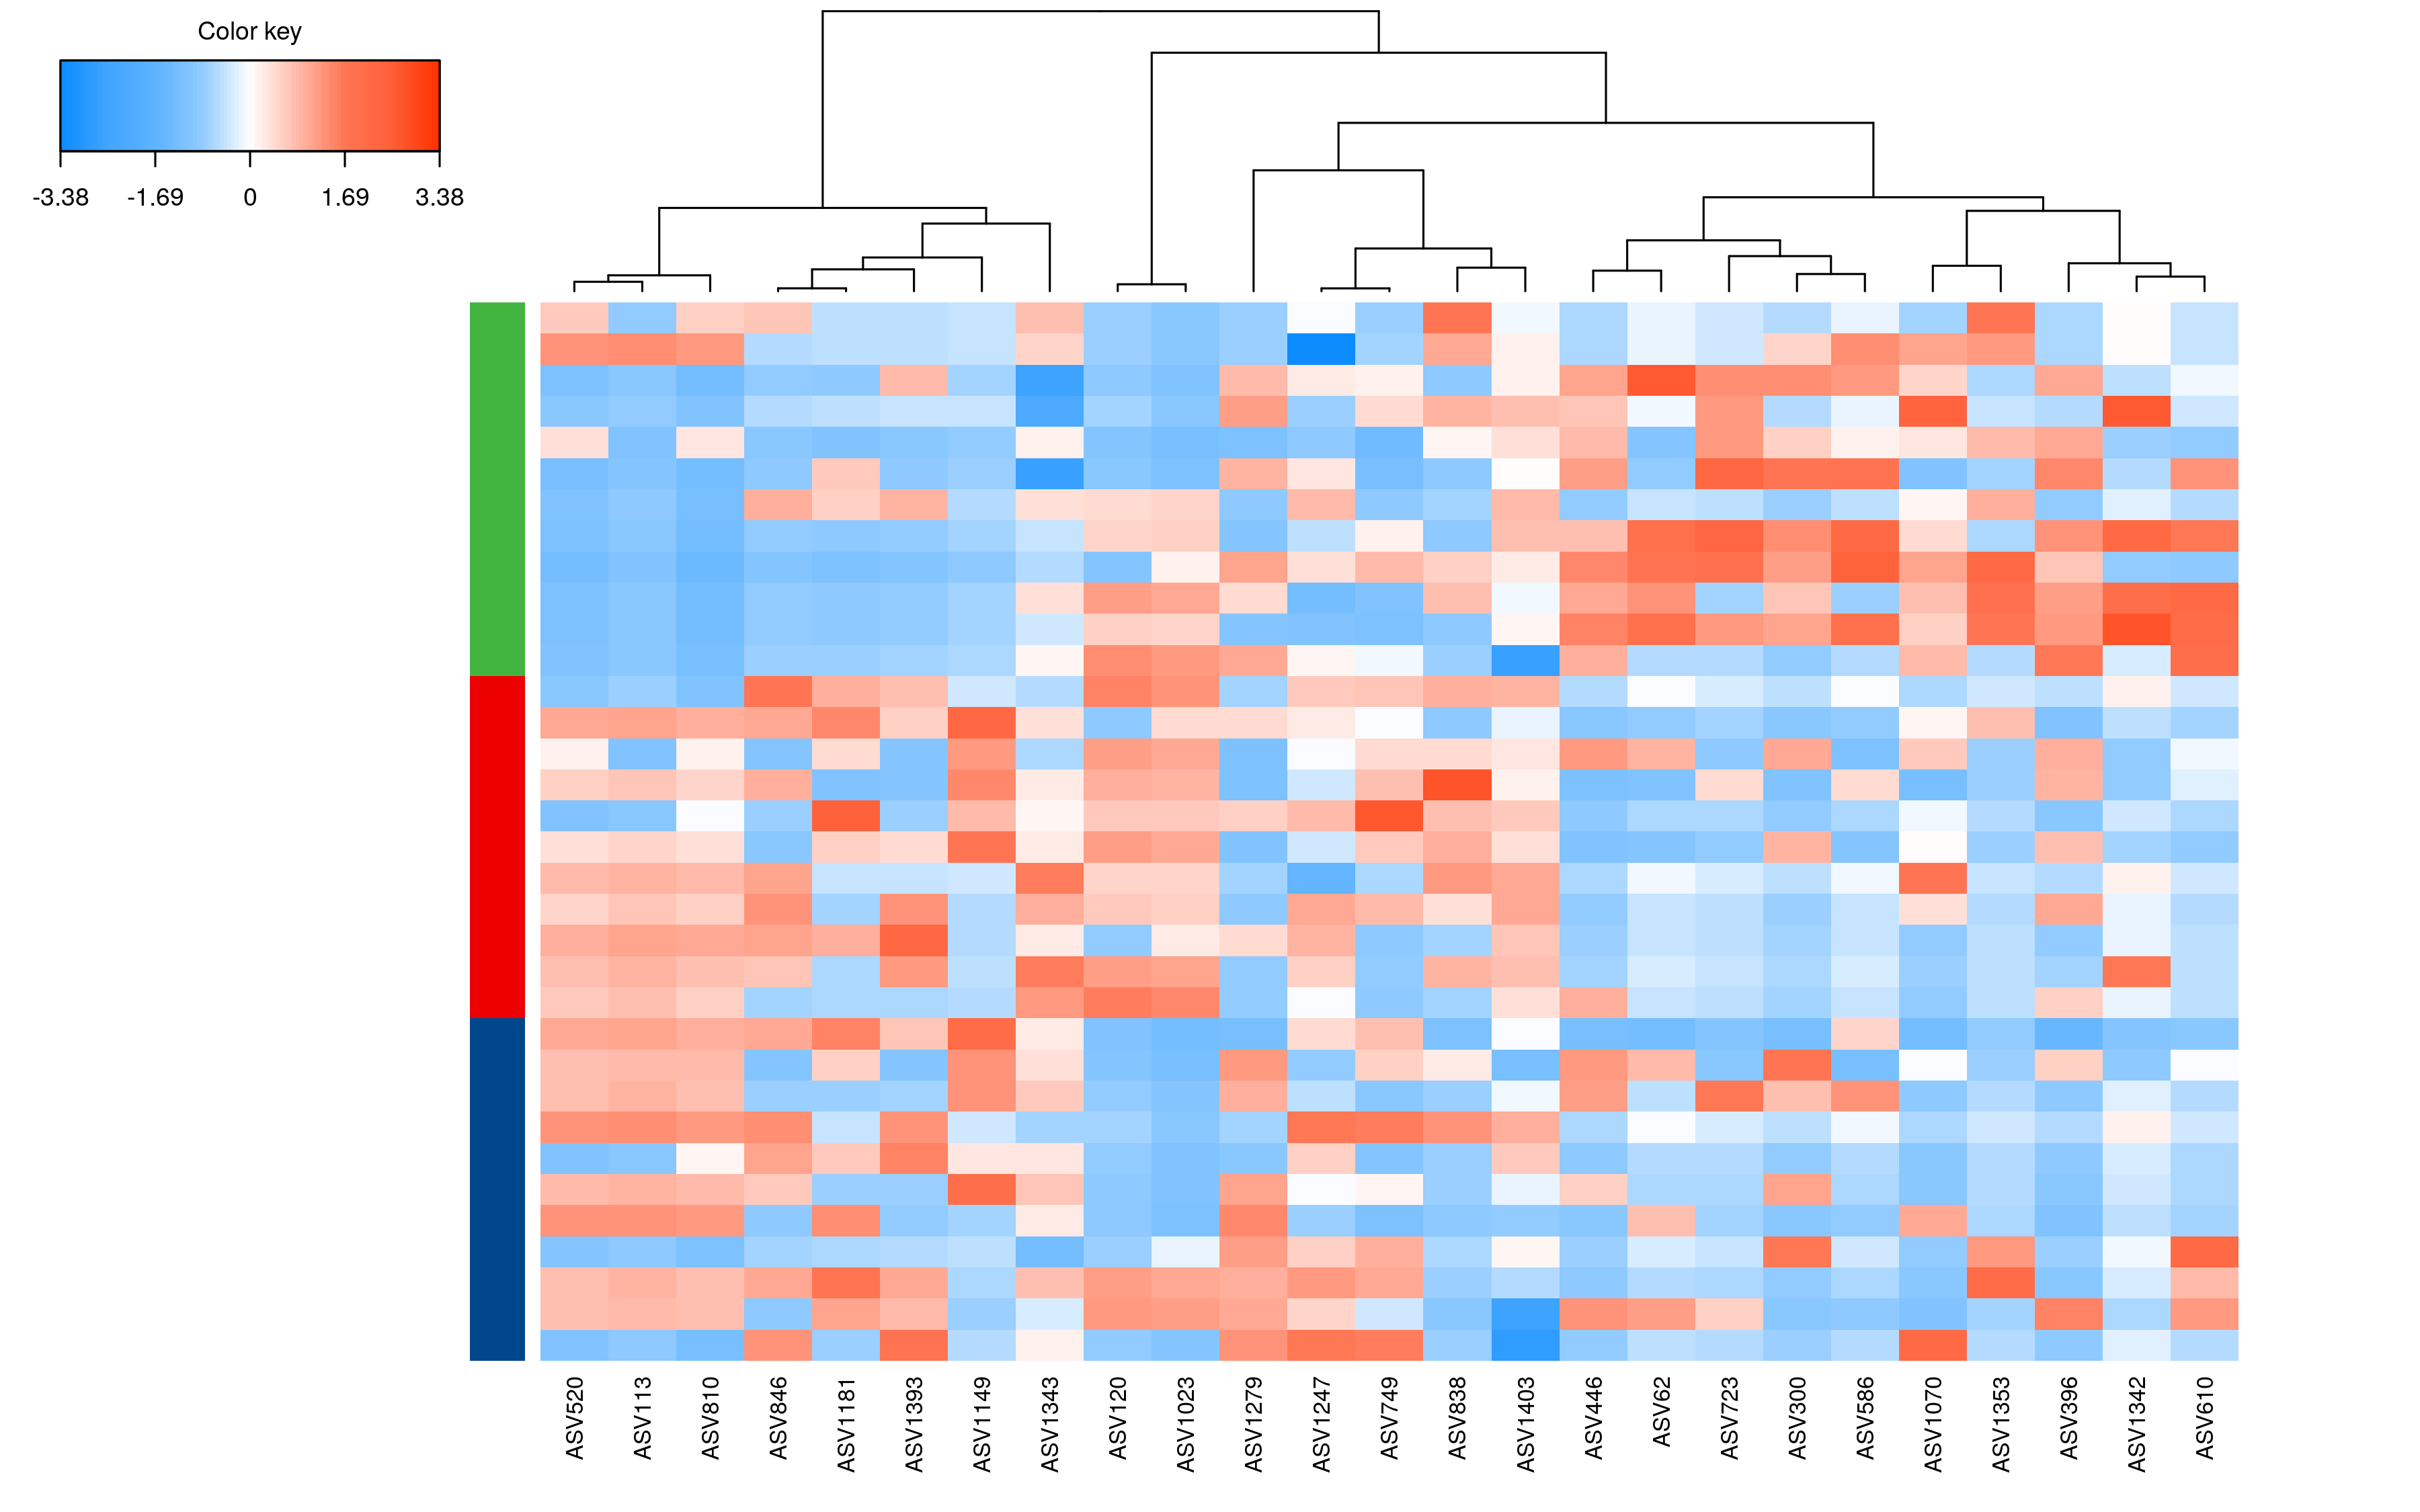 Color key
-3.38 -1.69 0 1.69 3.38
ASV520 ASV113 ASV810 ASV846 ASV1181 ASV1393 ASV1149 ASV1343 ASV120 ASV1023 ASV1279 ASV1247 ASV749 ASV838 ASV1403 ASV446 ASV62 ASV723 ASV300 ASV586 ASV1070 ASV1353 ASV396 ASV1342 ASV610